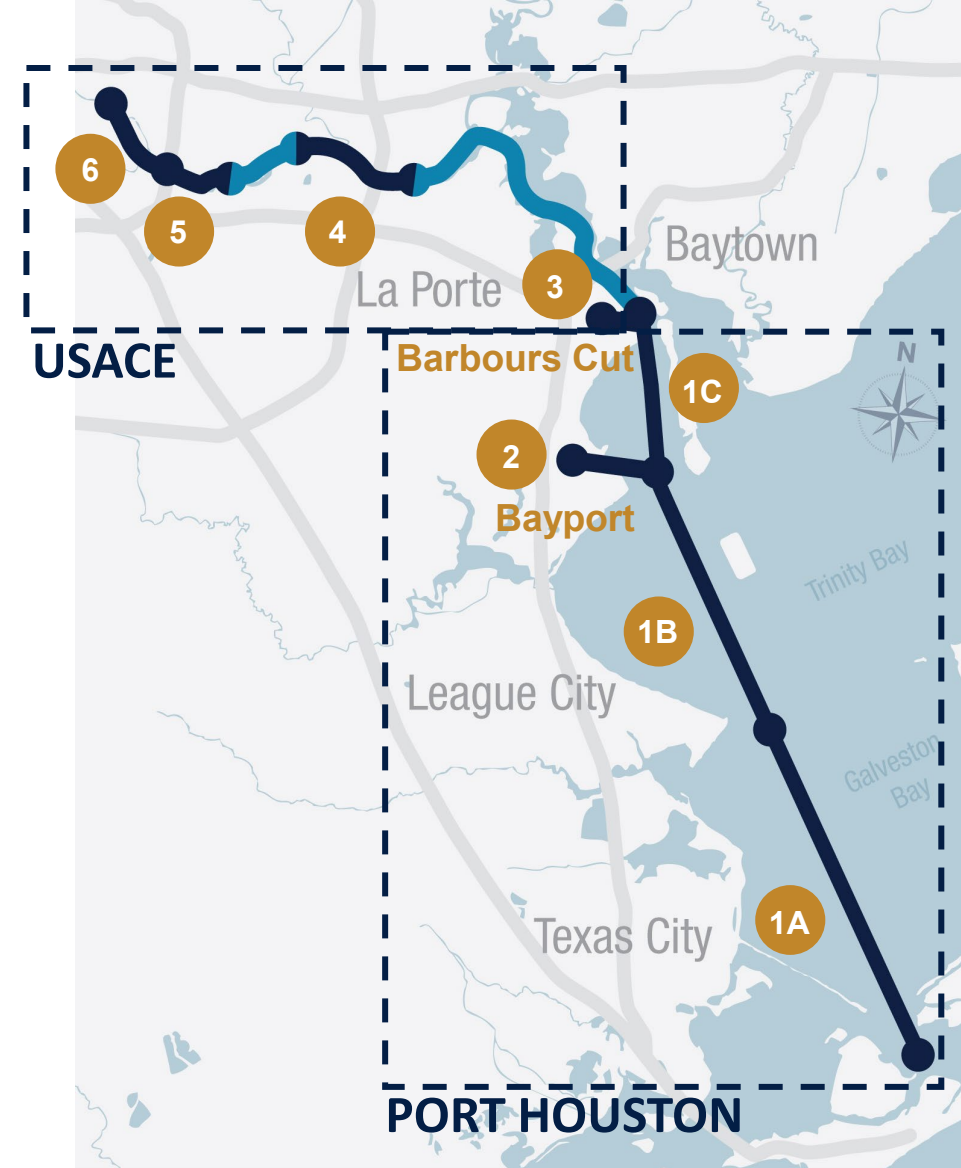 6
5
4
3
Baytown
La Porte
USACE
Barbours Cut
N
1C
2
Bayport
Trinity Bay
1B
League City
Galveston
Bay
1A
Texas City
PORT HOUSTON